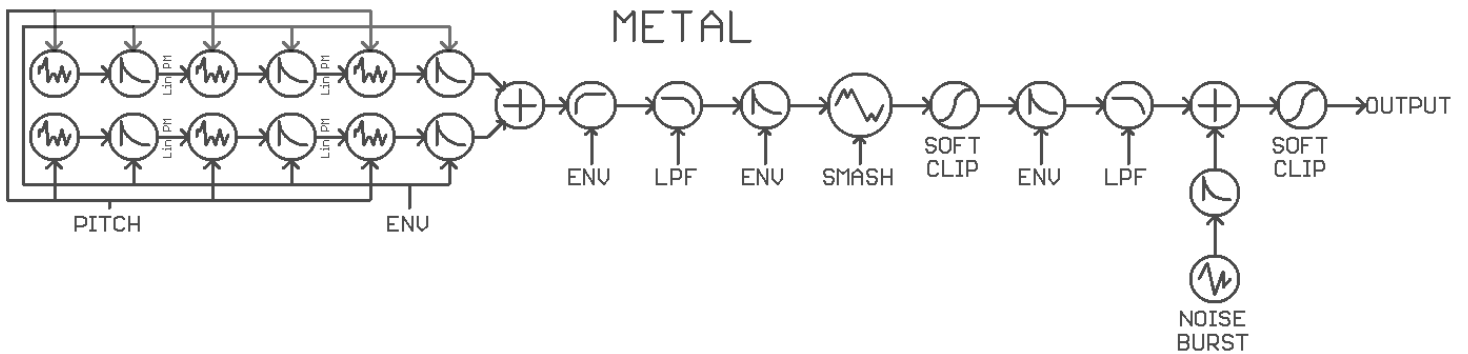 METAL
Lin PM
Lin PM
Lin PM
Lin PM
PITCH
ENV
ENV
LPF
ENV
SMASH
SOFT
CLIP
ENV
LPF
SOFT
CLIP
OUTPUT
NOISE
BURST